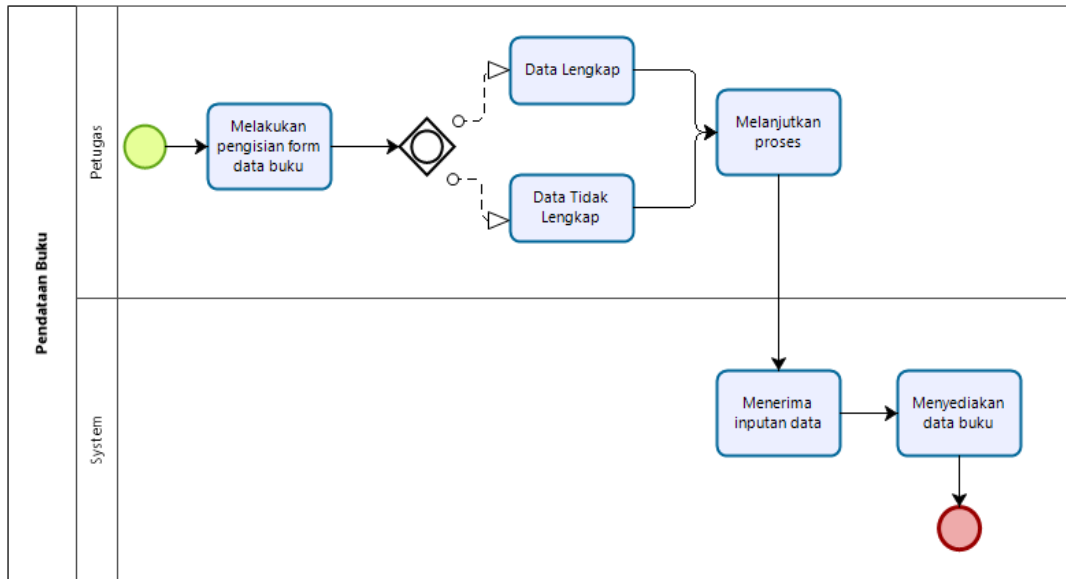 Pendataan Buku
Petugas
Melakukan
pengisian form
data buku
Data Lengkap
Data Tidak
Lengkap
Melanjutkan
proses
System
Menerima
inputan data
Menyediakan
data buku